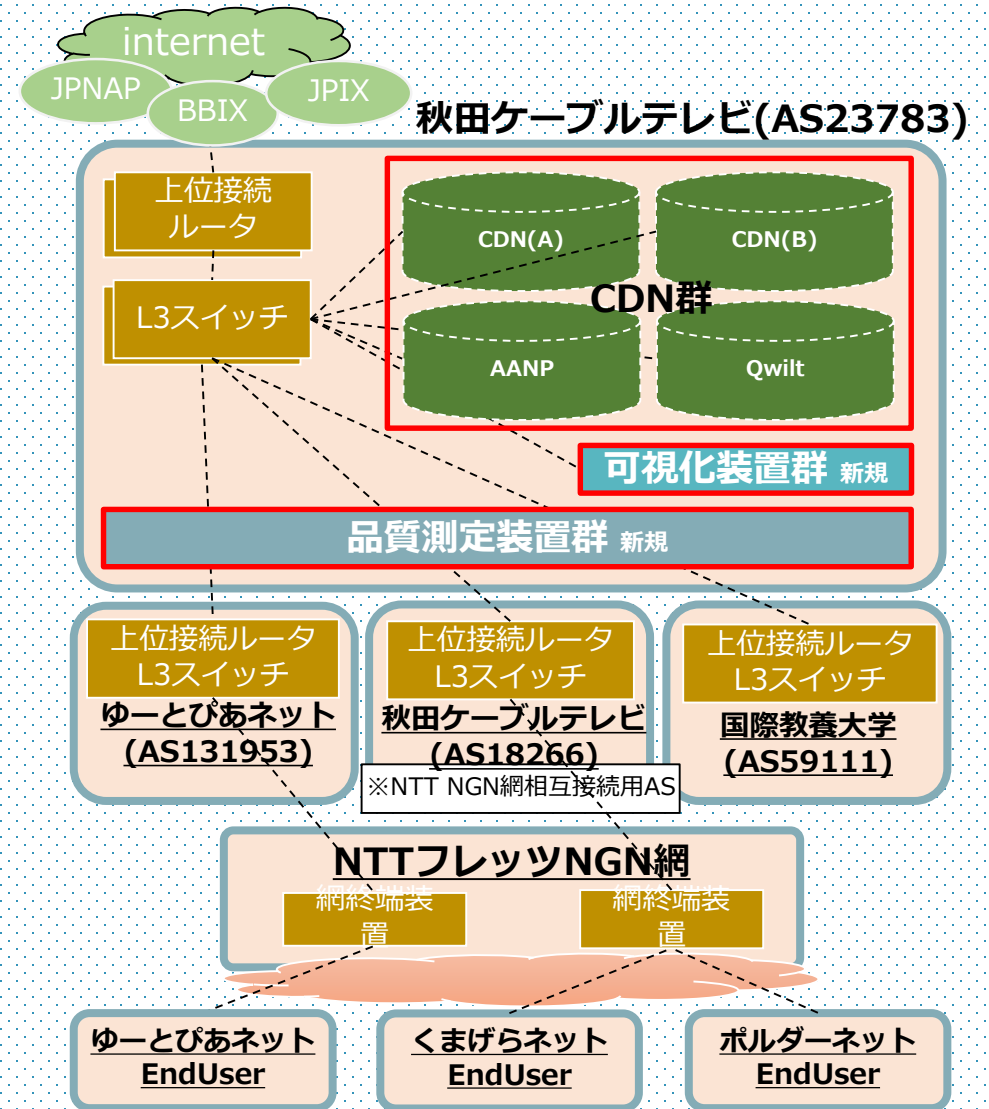 internet
JPNAP
BBIX
JPIX
秋田ケーブルテレビ(AS23783)
上位接続
ルータ
L3スイッチ
CDN(A)
CDN(B)
CDN群
AANP
Qwilt
可視化装置群 新規
品質測定装置群 新規
上位接続ルータ
L3スイッチ
ゆーとぴあネット
(AS131953)
上位接続ルータ
L3スイッチ
秋田ケーブルテレビ
(AS18266)
※NTT NGN網相互接続用AS
上位接続ルータ
L3スイッチ
国際教養大学
(AS59111)
NTTフレッツNGN網
網終端装
置
網終端装
置
ゆーとぴあネット
EndUser
くまげらネット
EndUser
ポルダーネット
EndUser